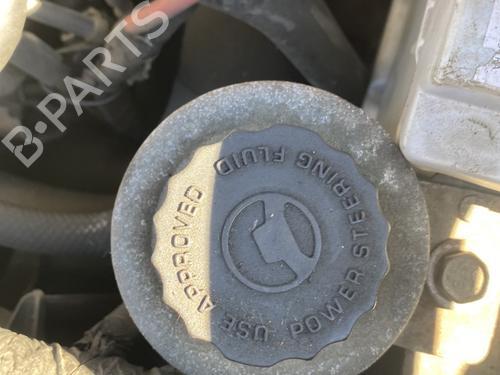 B-PARTS
USE APPROVED POWER STEERING FLUID